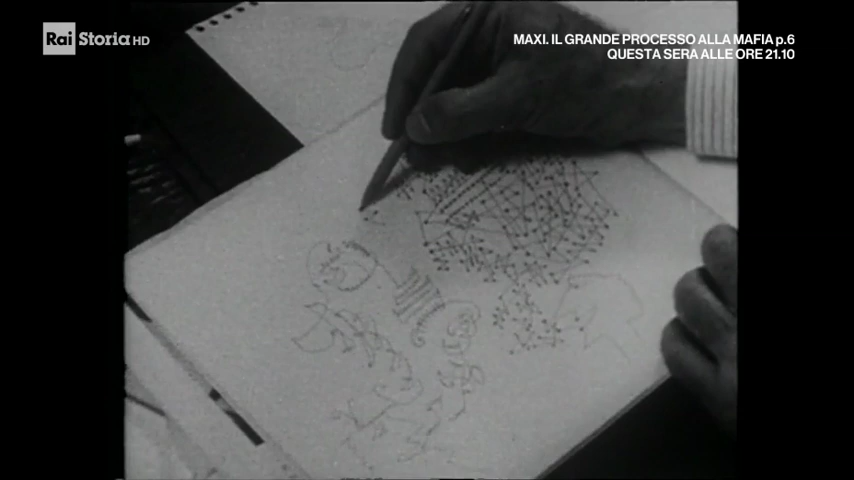 Rai Storia HD
MAXI. IL GRANDE PROCESSO ALLA MAFIA p.6
QUESTA SERA ALLE ORE 21.10